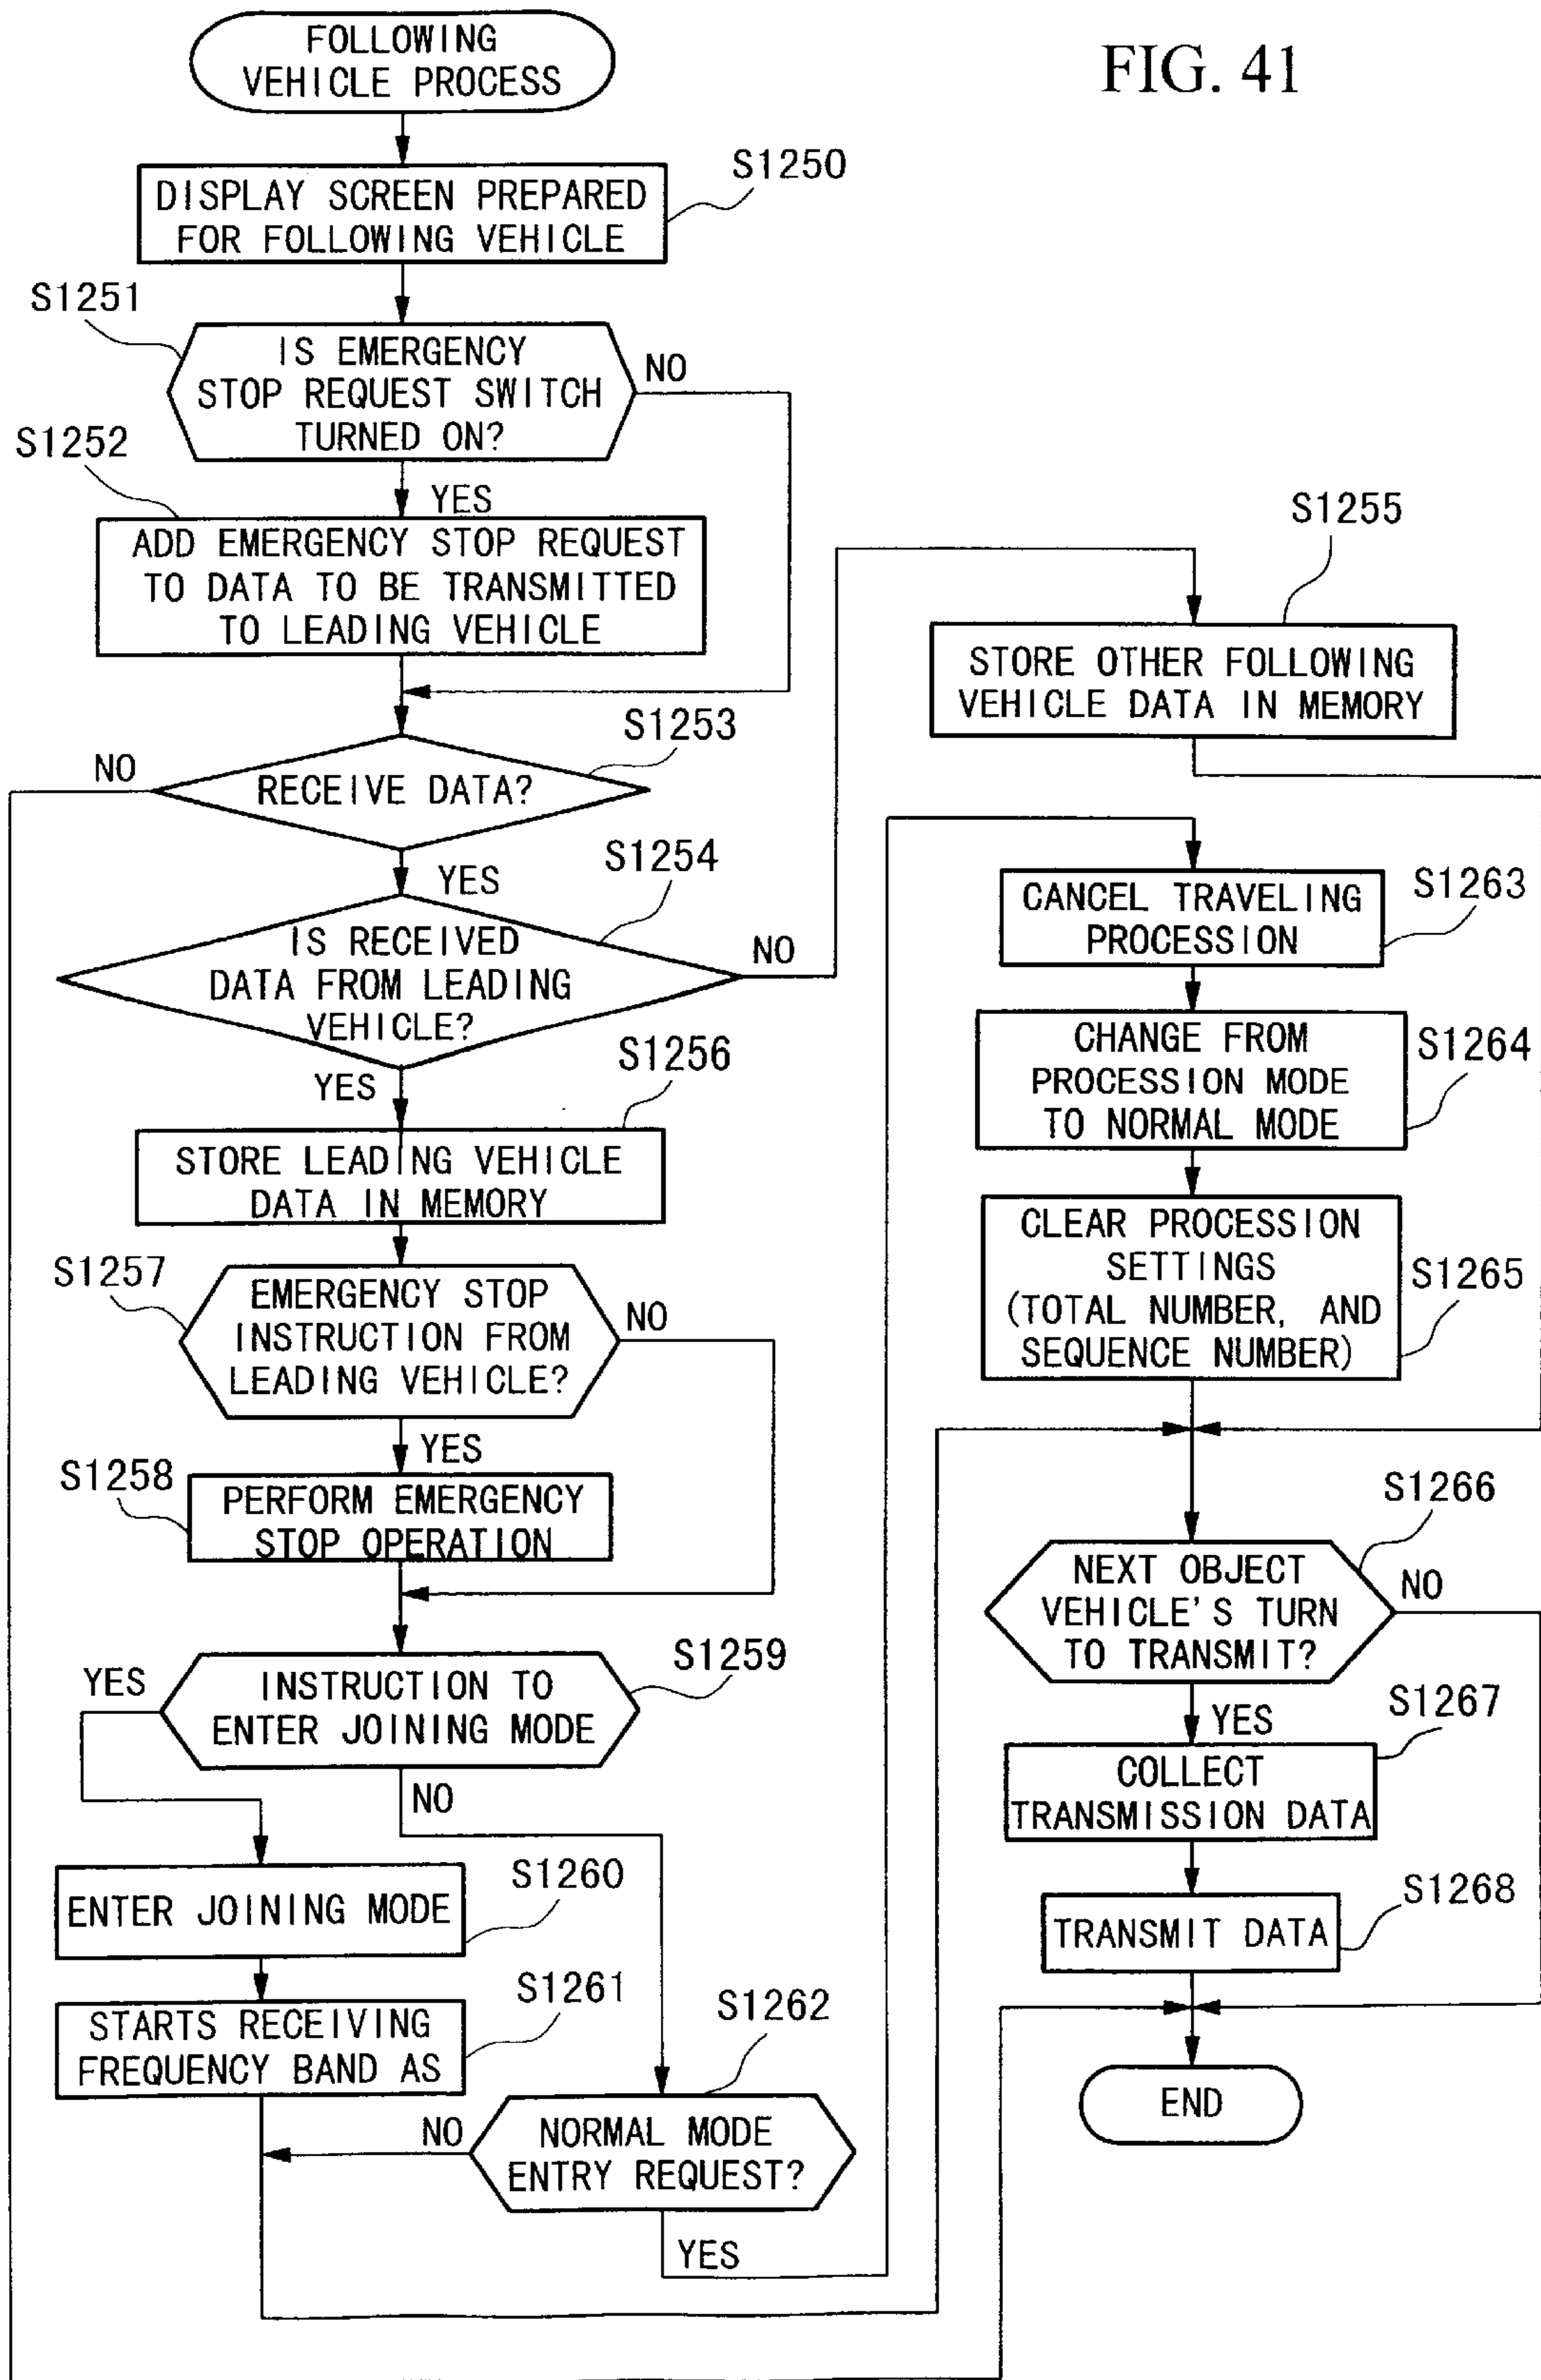 FIG. 41
FOLLOWING
VEHICLE PROCESS
S1250
DISPLAY SCREEN PREPARED
FOR FOLLOWING VEHICLE
S1251
IS EMERGENCY
STOP REQUEST SWITCH
TURNED ON?
NO
YES
S1252
ADD EMERGENCY STOP REQUEST
TO DATA TO BE TRANSMITTED
TO LEADING VEHICLE
S1253
NO
RECEIVE DATA?
YES
S1254
IS RECEIVED
DATA FROM LEADING
VEHICLE?
NO
YES
S1255
STORE OTHER FOLLOWING
VEHICLE DATA IN MEMORY
S1256
STORE LEADING VEHICLE
DATA IN MEMORY
S1257
EMERGENCY STOP
INSTRUCTION FROM
LEADING VEHICLE?
NO
YES
S1258
PERFORM EMERGENCY
STOP OPERATION
S1259
YES
INSTRUCTION TO
ENTER JOINING MODE
NO
S1260
ENTER JOINING MODE
S1261
STARTS RECEIVING
FREQUENCY BAND AS
S1262
NO
NORMAL MODE
ENTRY REQUEST?
YES
S1263
CANCEL TRAVELING
PROCESSION
S1264
CHANGE FROM
PROCESSION MODE
TO NORMAL MODE
S1265
CLEAR PROCESSION
SETTINGS
(TOTAL NUMBER, AND
SEQUENCE NUMBER)
S1266
NEXT OBJECT
VEHICLE'S TURN
TO TRANSMIT?
NO
YES
S1267
COLLECT
TRANSMISSION DATA
S1268
TRANSMIT DATA
END